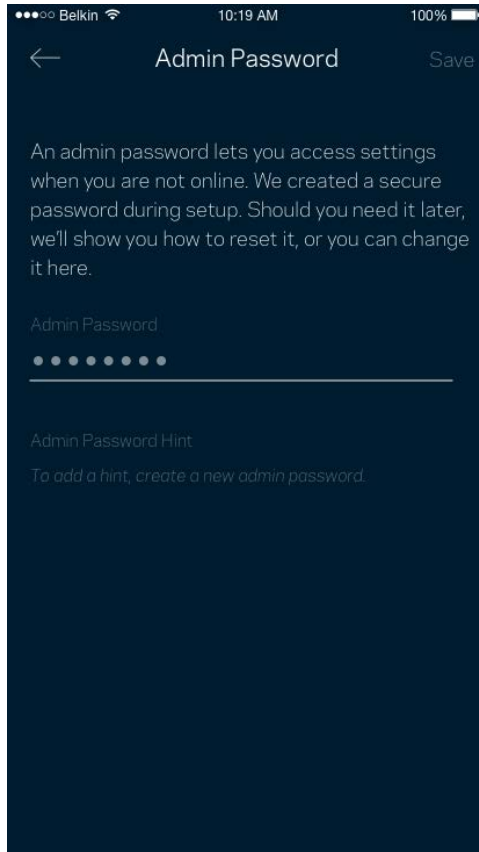 Belkin 10:19 AM 100%
Admin Password Save
An admin password lets you access settings
when you are not online. We created a secure
password during setup. Should you need it later,
we'll show you how to reset it, or you can change
it here.
Admin Password
●●●●●●●●
Admin Password Hint
To add a hint, create a new admin password.